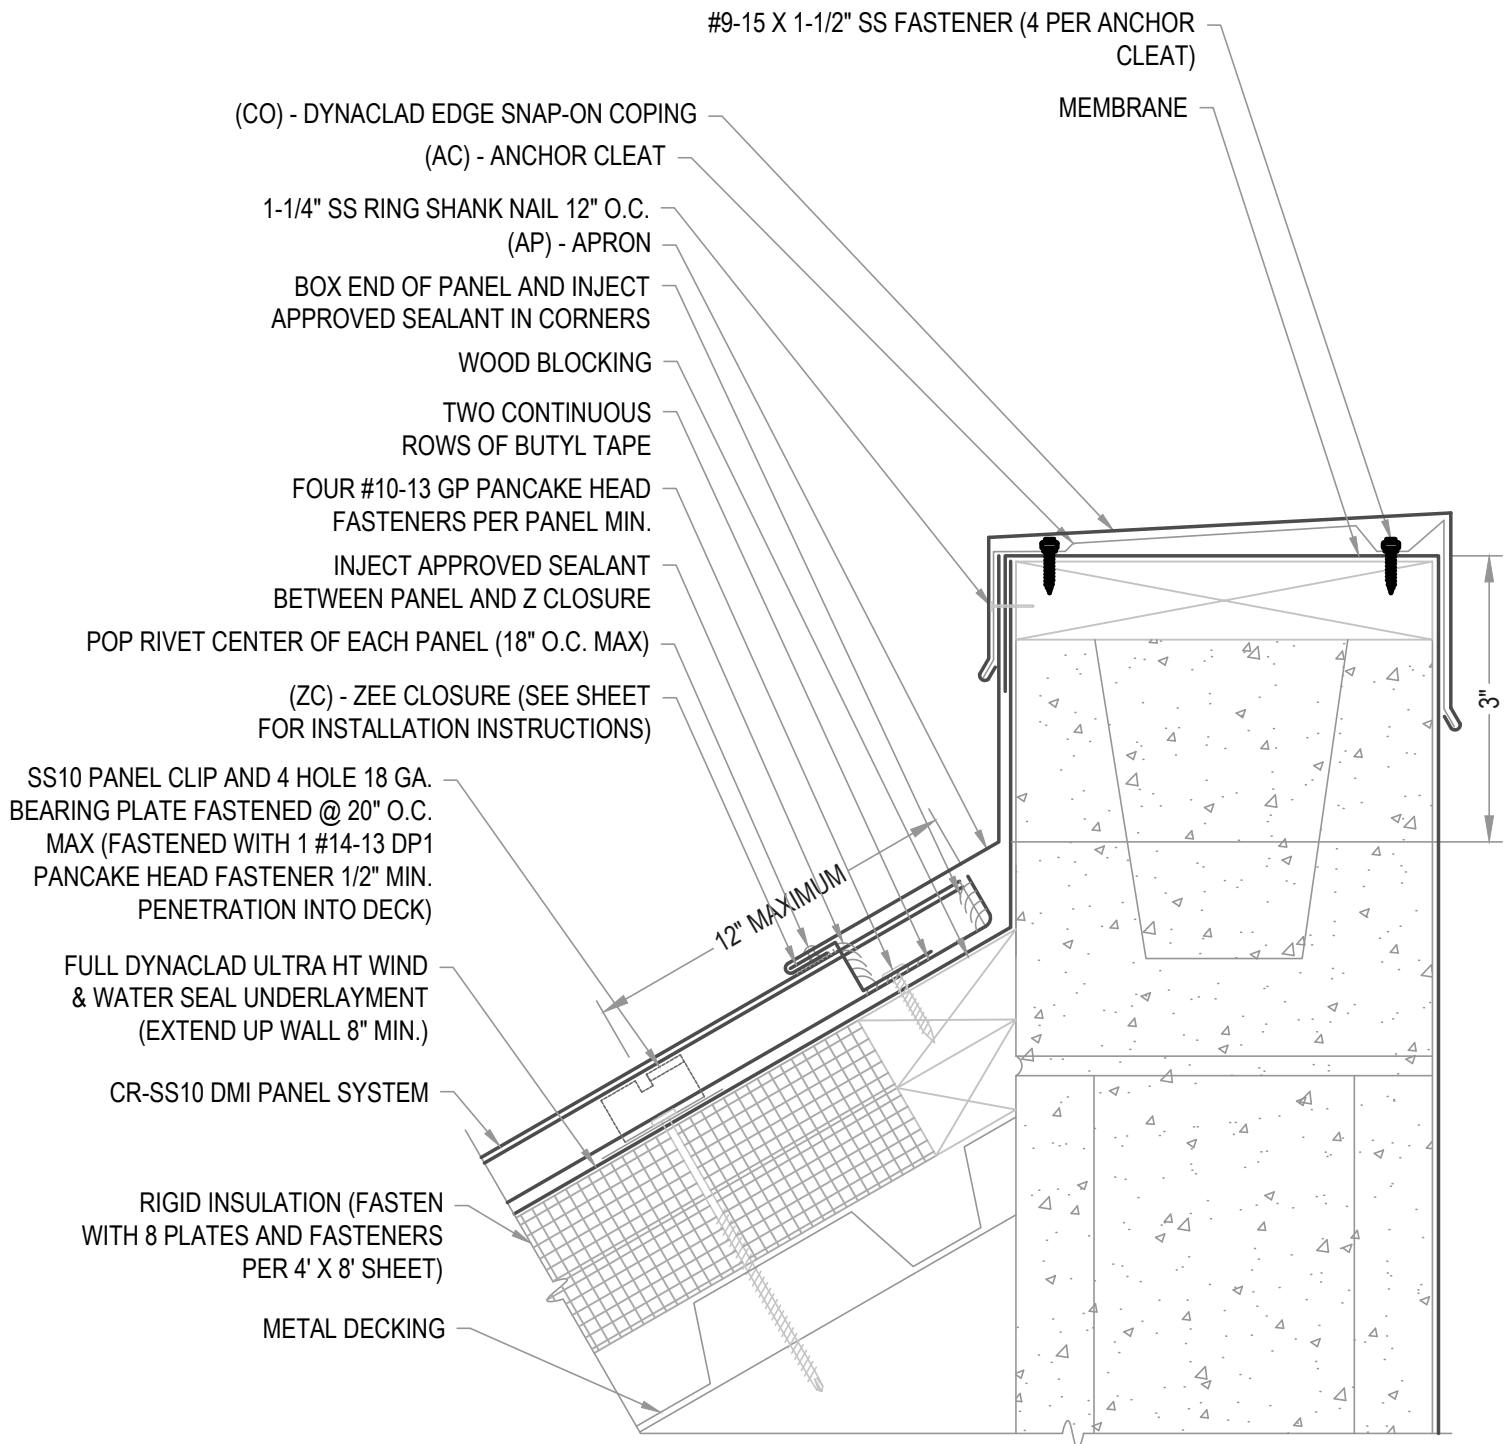 #9-15 X 1-1/2" SS FASTENER (4 PER ANCHOR
CLEAT)
MEMBRANE
(CO) - DYNACLAD EDGE SNAP-ON COPING
(AC) - ANCHOR CLEAT
1-1/4" SS RING SHANK NAIL 12" O.C.
(AP) - APRON
BOX END OF PANEL AND INJECT
APPROVED SEALANT IN CORNERS
WOOD BLOCKING
TWO CONTINUOUS
ROWS OF BUTYL TAPE
FOUR #10-13 GP PANCAKE HEAD
FASTENERS PER PANEL MIN.
INJECT APPROVED SEALANT
BETWEEN PANEL AND Z CLOSURE
POP RIVET CENTER OF EACH PANEL (18" O.C. MAX)
(ZC) - ZEE CLOSURE (SEE SHEET
FOR INSTALLATION INSTRUCTIONS)
SS10 PANEL CLIP AND 4 HOLE 18 GA.
BEARING PLATE FASTENED @ 20" O.C.
MAX (FASTENED WITH 1 #14-13 DP1
PANCAKE HEAD FASTENER 1/2" MIN.
PENETRATION INTO DECK)
FULL DYNACLAD ULTRA HT WIND
& WATER SEAL UNDERLAYMENT
(EXTEND UP WALL 8" MIN.)
CR-SS10 DMI PANEL SYSTEM
RIGID INSULATION (FASTEN
WITH 8 PLATES AND FASTENERS
PER 4' X 8' SHEET)
METAL DECKING
12" MAXIMUM
3"